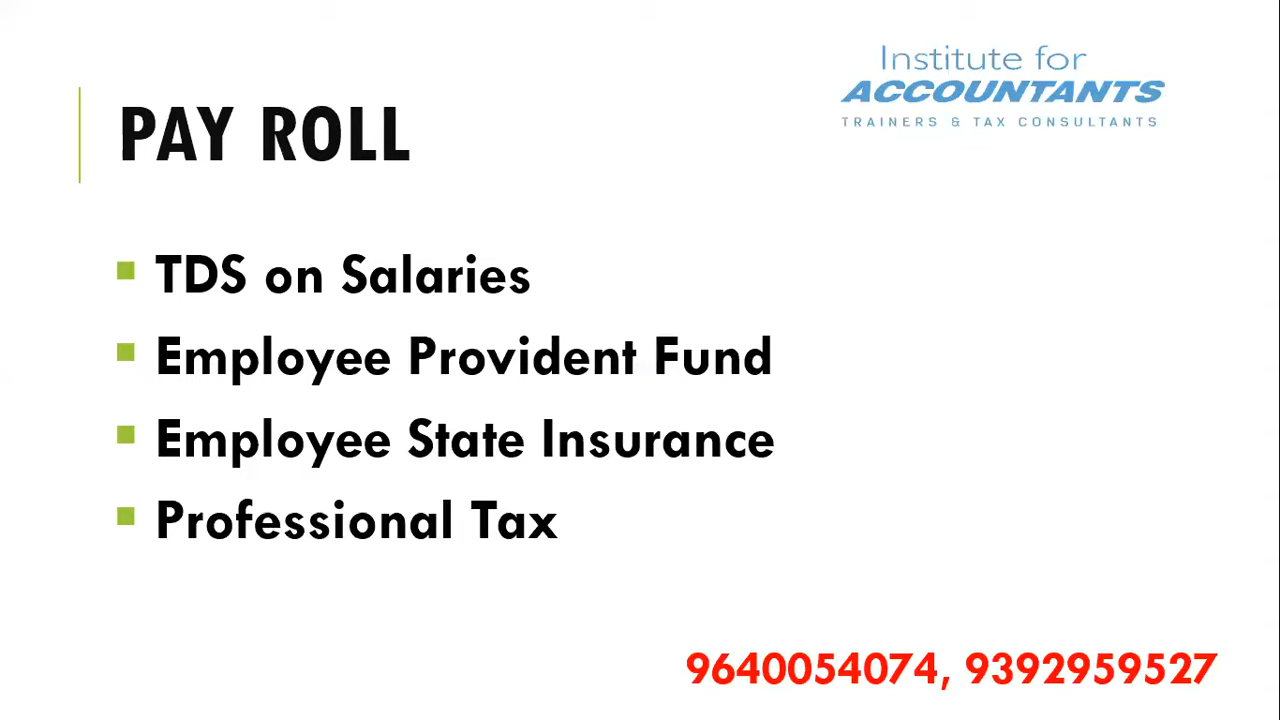 Institute for
ACCOUNTANTS
TRAINERS & TAX CONSULTANTS
PAY ROLL
TDS on Salaries
Employee Provident Fund
Employee State Insurance
Professional Tax
9640054074, 9392959527